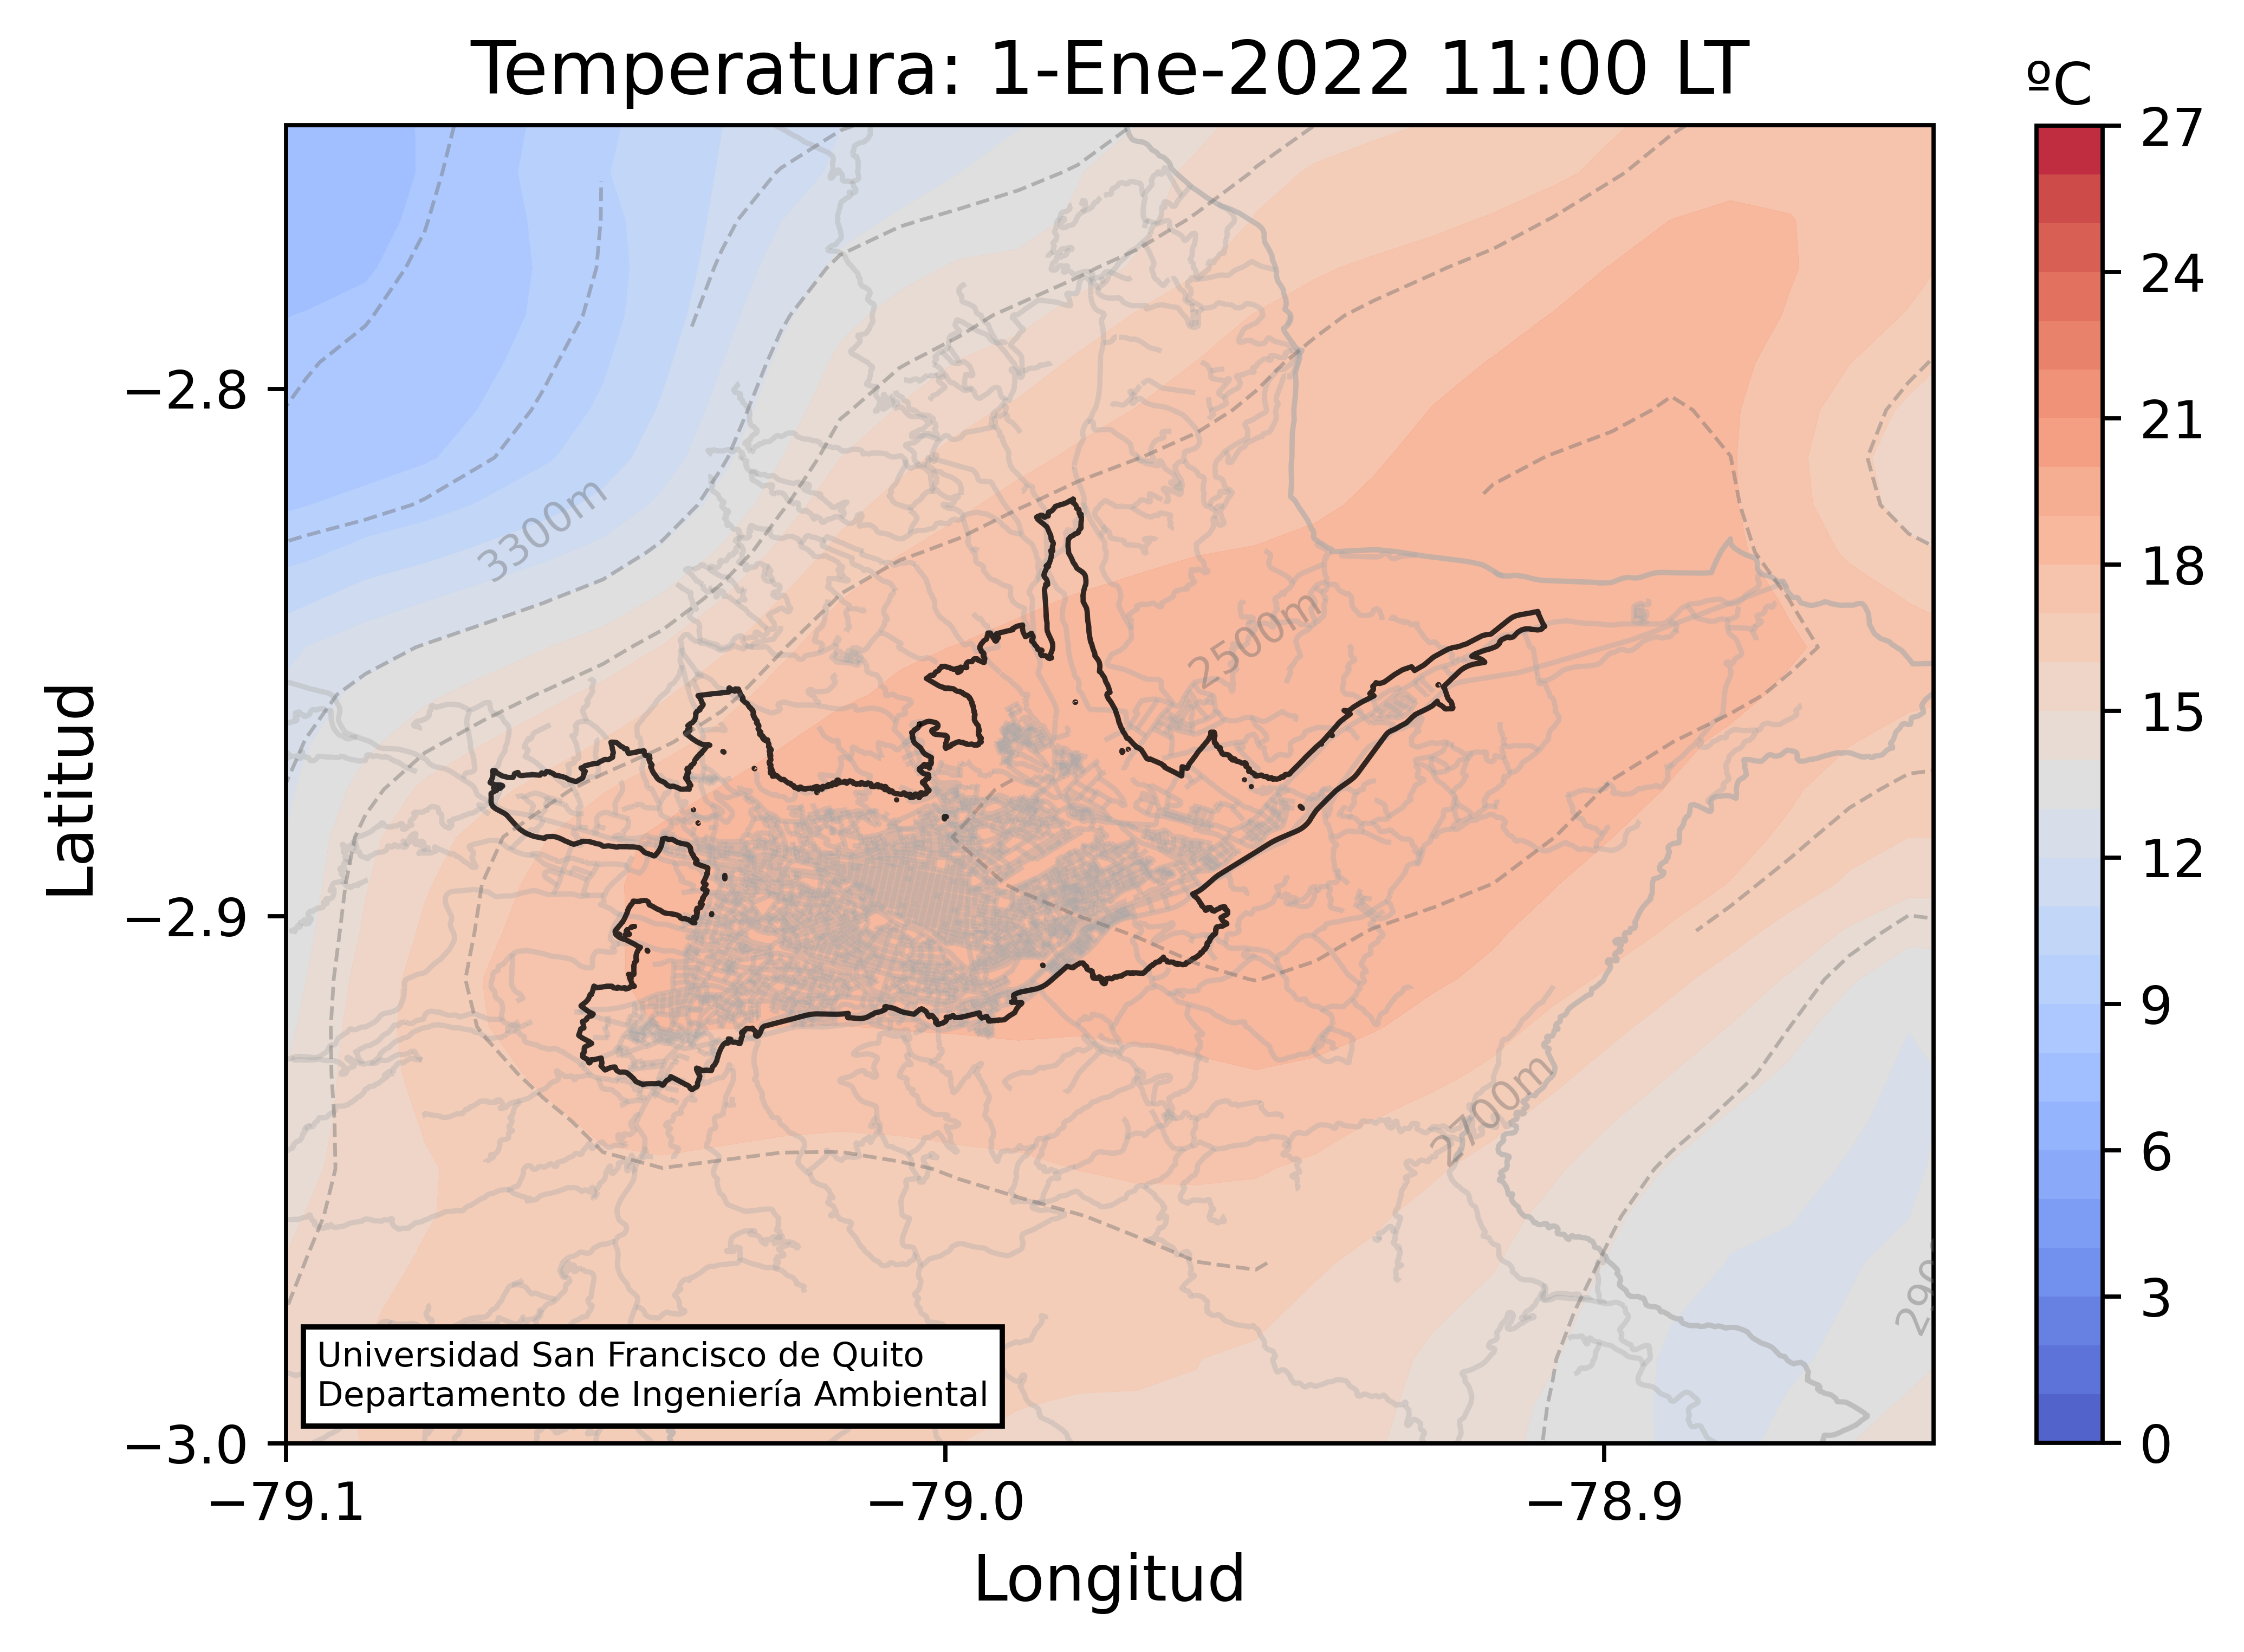 Temperatura: 1-Ene-2022 11:00 LT
ºC
27
24
21
18
15
12
9
6
3
0
−2.8
−2.9
−3.0
Latitud
3300m
2500m
2700m
290
Universidad San Francisco de Quito
Departamento de Ingeniería Ambiental
−79.1
−79.0
−78.9
Longitud